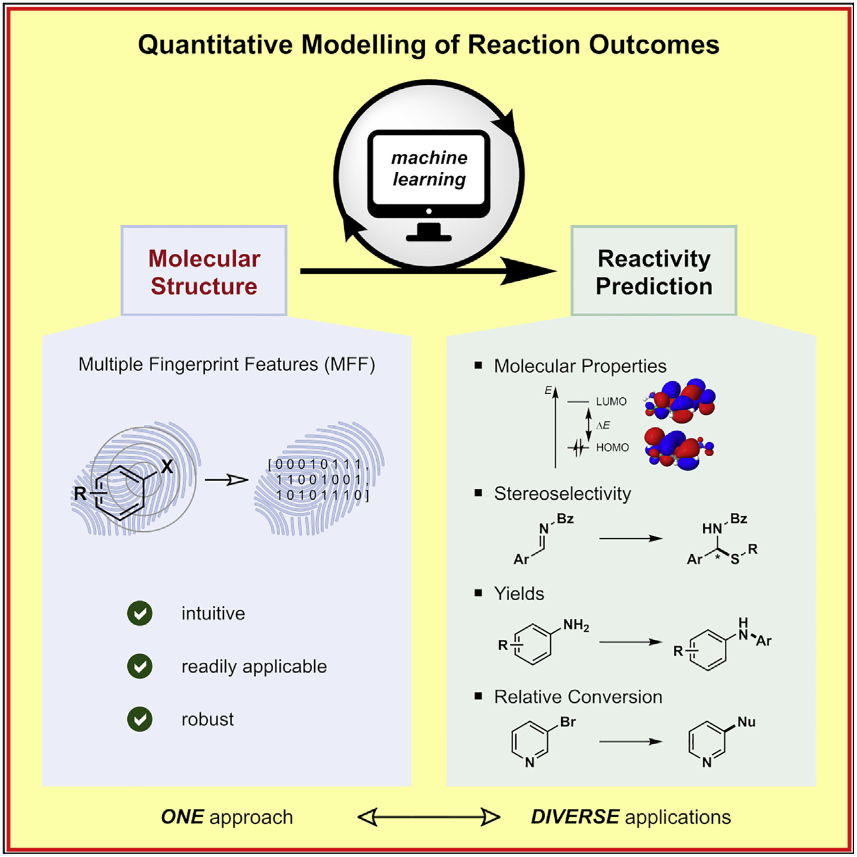 Quantitative Modelling of Reaction Outcomes
machine
learning
Molecular
Structure
Reactivity
Prediction
Multiple Fingerprint Features (MFF)
R
X
[00010111,
11001001,
10101110]
intuitive
readily applicable
robust
Molecular Properties
E
LUMO
ΔE
HOMO
Stereoselectivity
N
Bz
Ar
HN
Bz
Ar
*
S
R
Yields
R
NH2
R
H
N
Ar
Relative Conversion
Br
N
Nu
N
ONE approach
DIVERSE applications